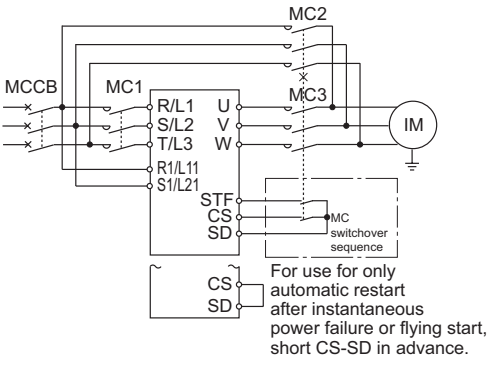 MC2
MCCB
MC1
MC3
R/L1
U
S/L2
V
IM
T/L3
W
R1/L11
S1/L21
STF
CS
MC
SD
switchover
sequence
CS
SD
For use for only
automatic restart
after instantaneous
power failure or flying start,
short CS-SD in advance.